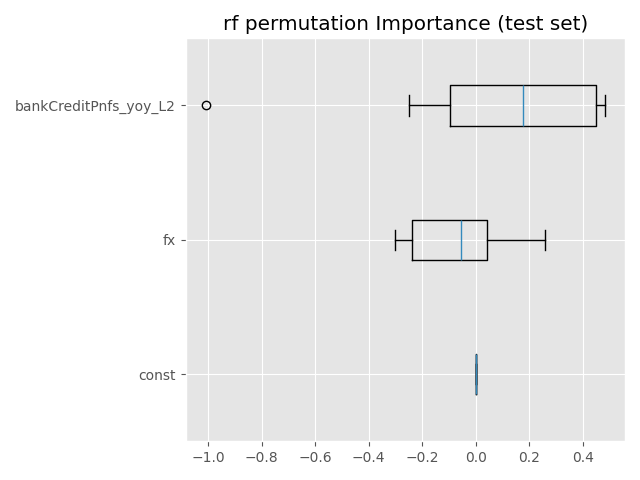 rf permutation Importance (test set)
bankCreditPnfs_yoy_L2
fx
const
−1.0 −0.8 −0.6 −0.4 −0.2 0.0 0.2 0.4